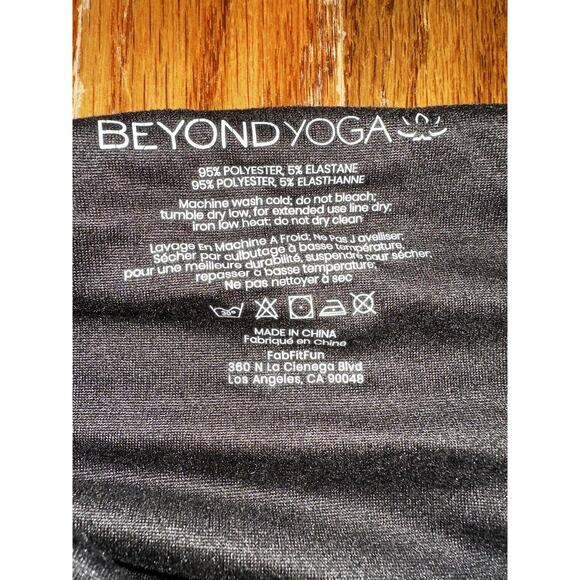 BEYOND YOGA
95% POLYESTER, 5% ELASTANE
95% POLYESTER, 5% ELASTHANNE
Machine wash cold; do not bleach;
tumble dry low, for extended use line dry;
iron low heat; do not dry clean
Lavage En Machine A Froid; Ne Pas J avelliser;
Sécher par culbutage à basse température,
pour une meilleure durabilité, suspendre pour sécher,
repasser à basse temperature;
Ne pas nettoyer à sec
30°
MADE IN CHINA
Fabriqué en Chine
FabFitFun
360 N La Cienega Blvd
Los Angeles, CA 90048